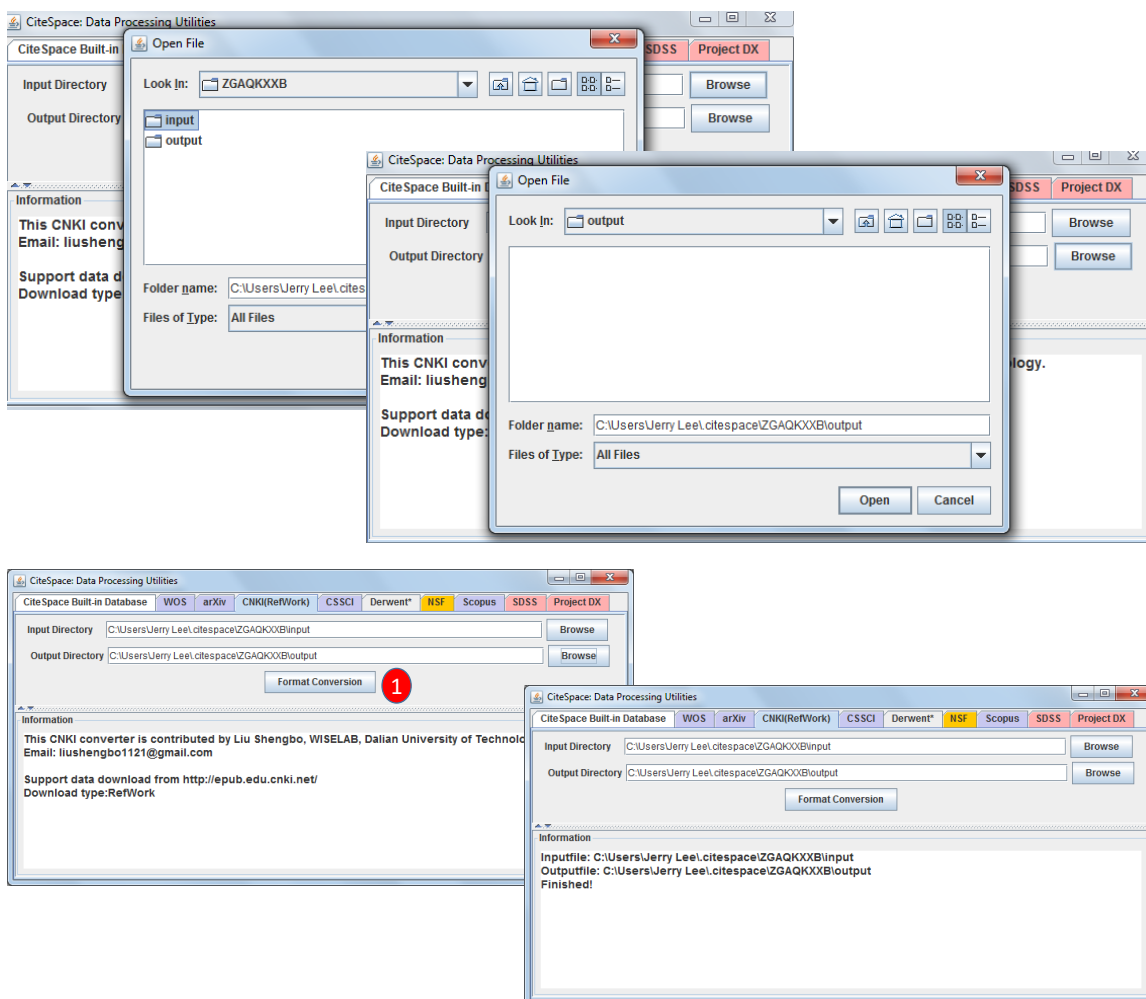 CiteSpace: Data Processing Utilities
CiteSpace Built-in
SDSS Project DX
Input Directory
Browse
Output Directory
Browse
Information
This CNKI conv
Email: liusheng
Support data d
Download type
Open File
Look In: ZGAQKXXB
input
output
Folder name: C:\Users\Jerry Lee\.cites
Files of Type: All Files
CiteSpace: Data Processing Utilities
CiteSpace Built-in
SDSS Project DX
Input Directory
Browse
Output Directory
Browse
Information
This CNKI conv
ology.
Email: liusheng
Support data do
Download type:
Open File
Look In: output
Folder name: C:\Users\Jerry Lee\.citespace\ZGAQKXXB\output
Files of Type: All Files
Open Cancel
CiteSpace: Data Processing Utilities
CiteSpace Built-in Database WOS arXiv CNKI(RefWork) CSSCI Derwent* NSF Scopus SDSS Project DX
Input Directory C:\Users\Jerry Lee\.citespace\ZGAQKXXB\input Browse
Output Directory C:\Users\Jerry Lee\.citespace\ZGAQKXXB\output Browse
Format Conversion 1
Information
This CNKI converter is contributed by Liu Shengbo, WISELAB, Dalian University of Technolo
Email: liushengbo1121@gmail.com
Support data download from http://epub.edu.cnki.net/
Download type:RefWork
CiteSpace: Data Processing Utilities
CiteSpace Built-in Database WOS arXiv CNKI(RefWork) CSSCI Derwent* NSF Scopus SDSS Project DX
Input Directory C:\Users\Jerry Lee\.citespace\ZGAQKXXB\input Browse
Output Directory C:\Users\Jerry Lee\.citespace\ZGAQKXXB\output Browse
Format Conversion
Information
Inputfile: C:\Users\Jerry Lee\.citespace\ZGAQKXXB\input
Outputfile: C:\Users\Jerry Lee\.citespace\ZGAQKXXB\output
Finished!